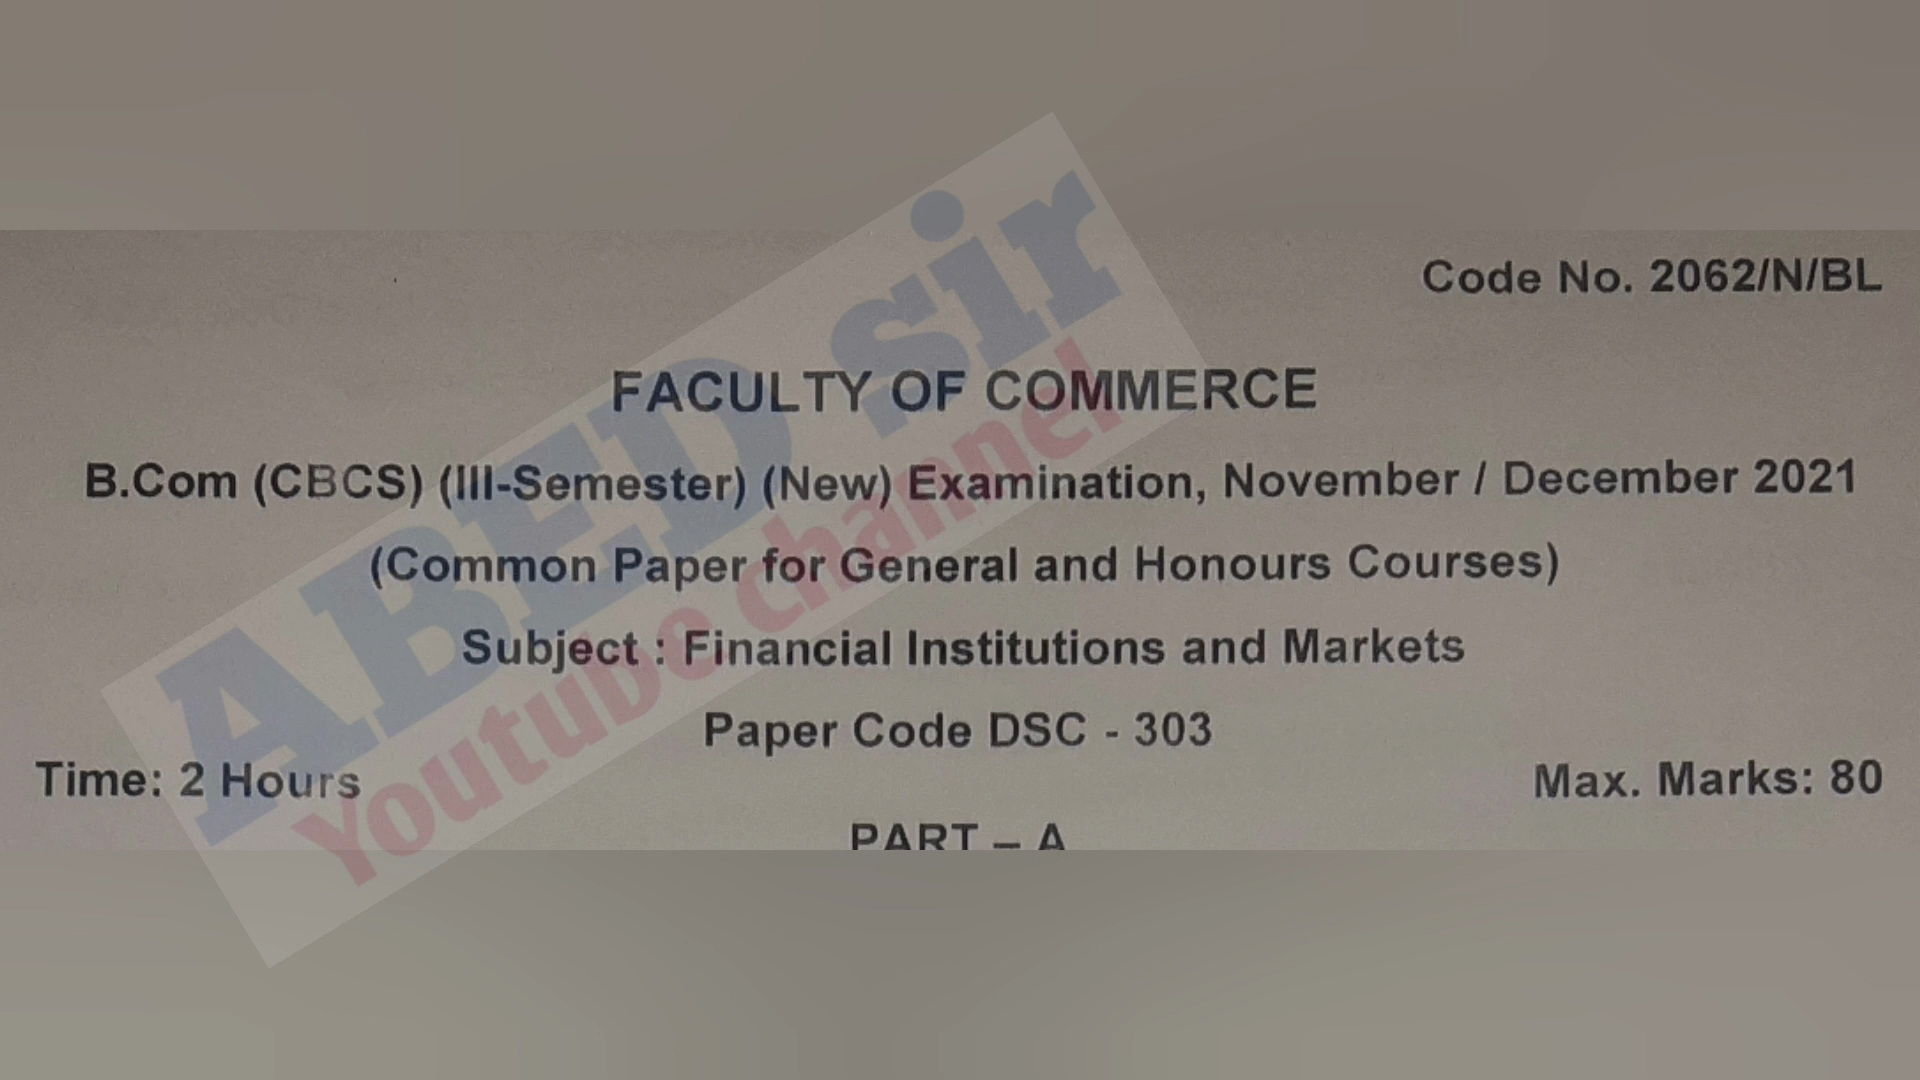 Code No. 2062/N/BL
FACULTY OF COMMERCE
B.Com (CBCS) (III-Semester) (New) Examination, November / December 2021
(Common Paper for General and Honours Courses)
Subject : Financial Institutions and Markets
Paper Code DSC - 303
Time: 2 Hours
Max. Marks: 80
PART – A
ABED sir
Youtube channel